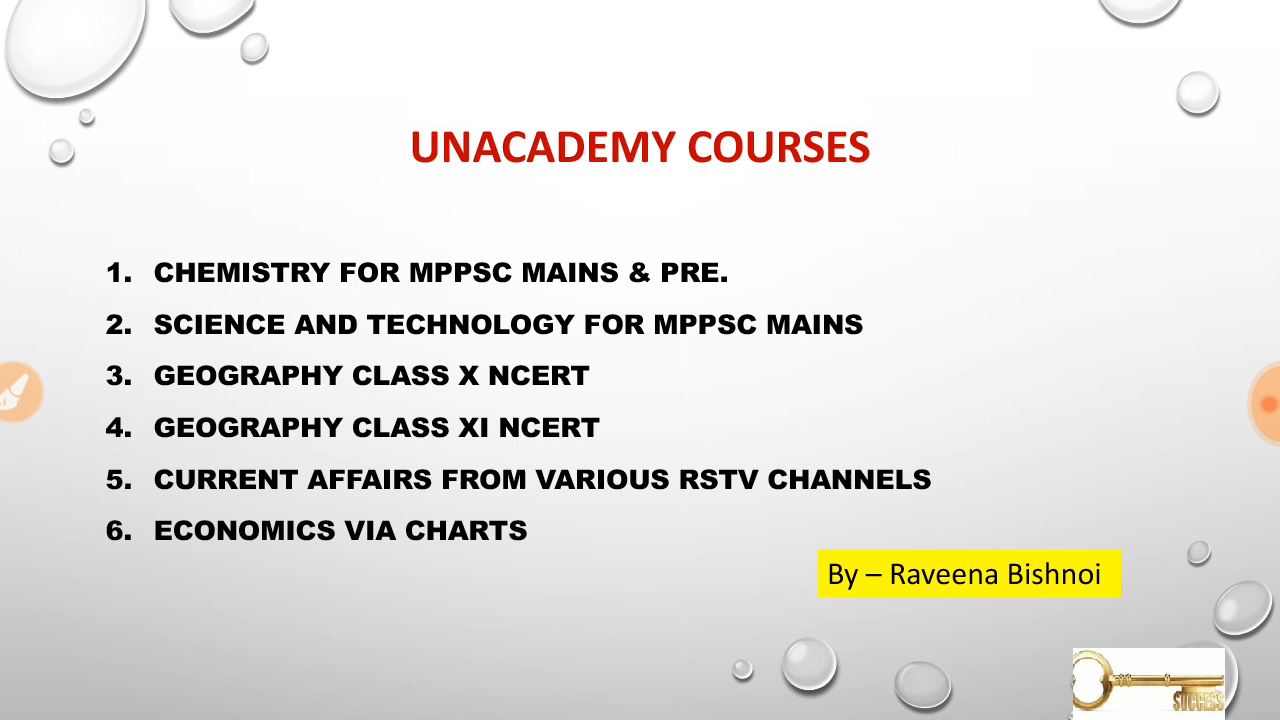 UNACADEMY COURSES
1. CHEMISTRY FOR MPPSC MAINS & PRE.
2. SCIENCE AND TECHNOLOGY FOR MPPSC MAINS
3. GEOGRAPHY CLASS X NCERT
4. GEOGRAPHY CLASS XI NCERT
5. CURRENT AFFAIRS FROM VARIOUS RSTV CHANNELS
6. ECONOMICS VIA CHARTS
By – Raveena Bishnoi
SUCCESS